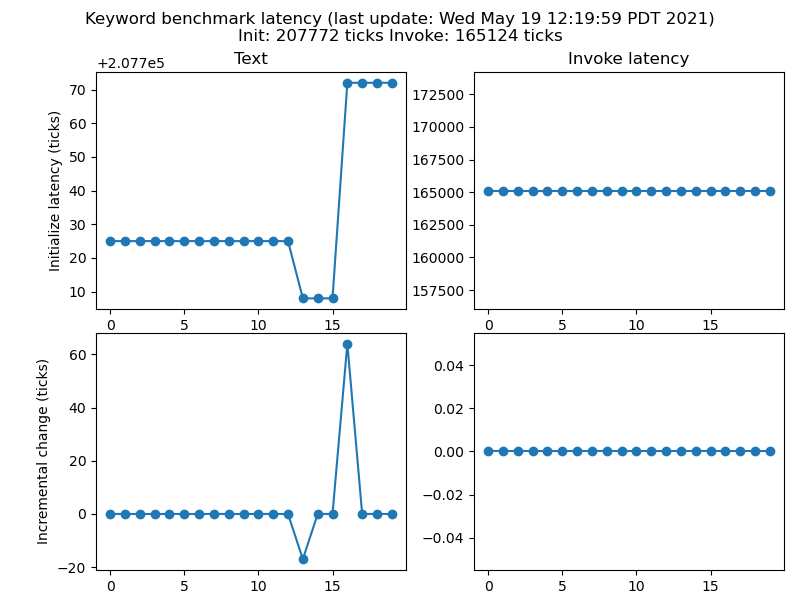 Keyword benchmark latency (last update: Wed May 19 12:19:59 PDT 2021)
Init: 207772 ticks Invoke: 165124 ticks
Text
Invoke latency
+2.077e5
Initialize latency (ticks)
70
60
50
40
30
20
10
0 5 10 15
172500
170000
167500
165000
162500
160000
157500
0 5 10 15
Incremental change (ticks)
60
40
20
0
−20
0 5 10 15
0.04
0.02
0.00
−0.02
−0.04
0 5 10 15